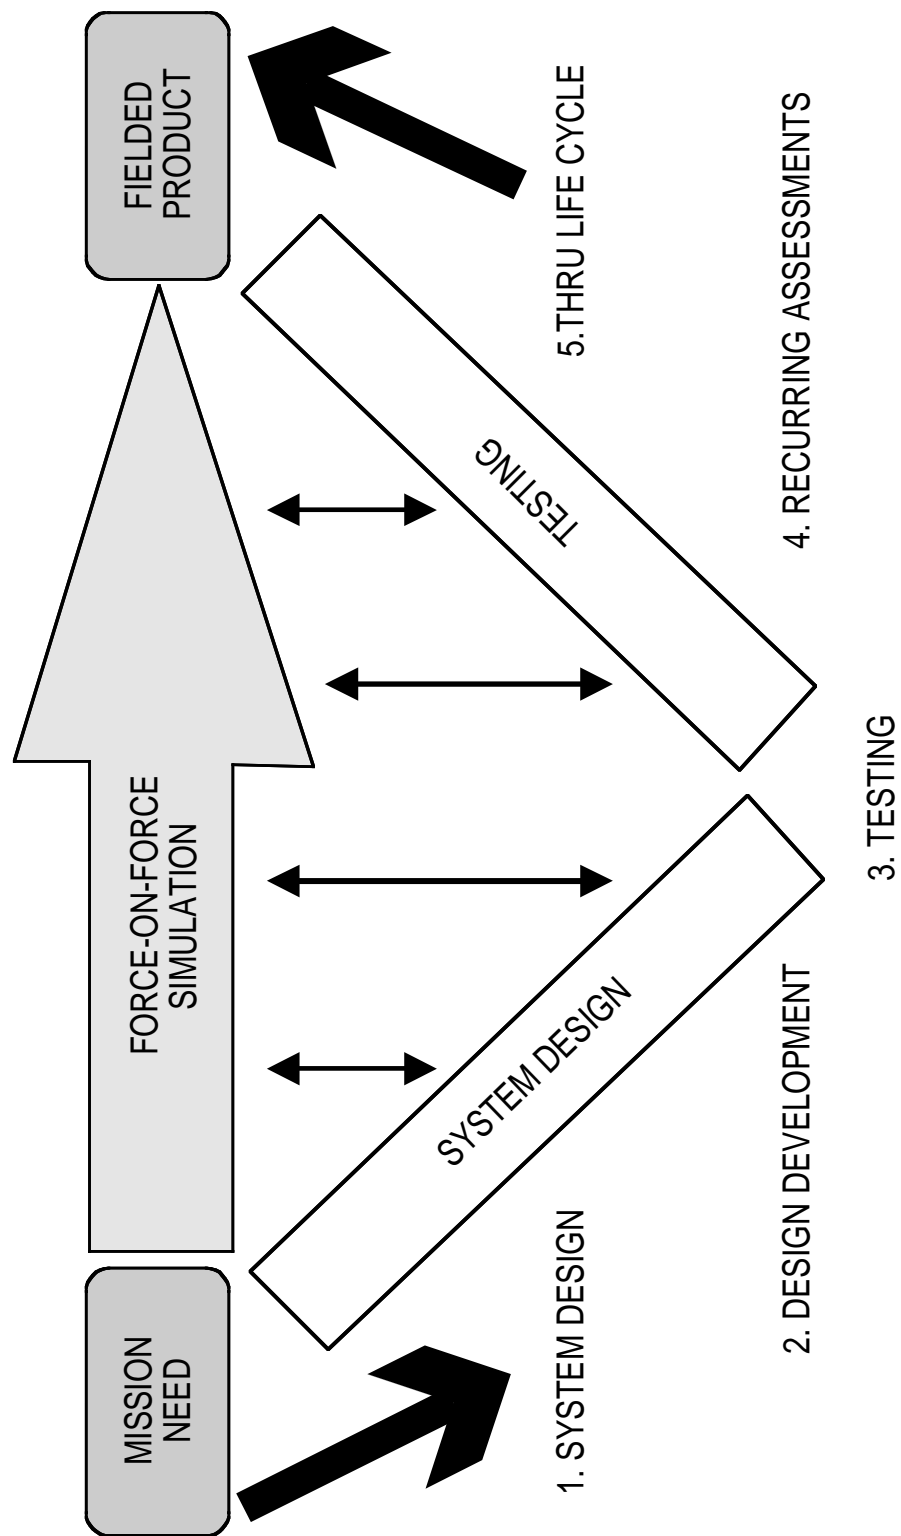 MISSION
NEED
FORCE-ON-FORCE
SIMULATION
FIELDED
PRODUCT
SYSTEM DESIGN
TESTING
1. SYSTEM DESIGN
2. DESIGN DEVELOPMENT
3. TESTING
4. RECURRING ASSESSMENTS
5.THRU LIFE CYCLE